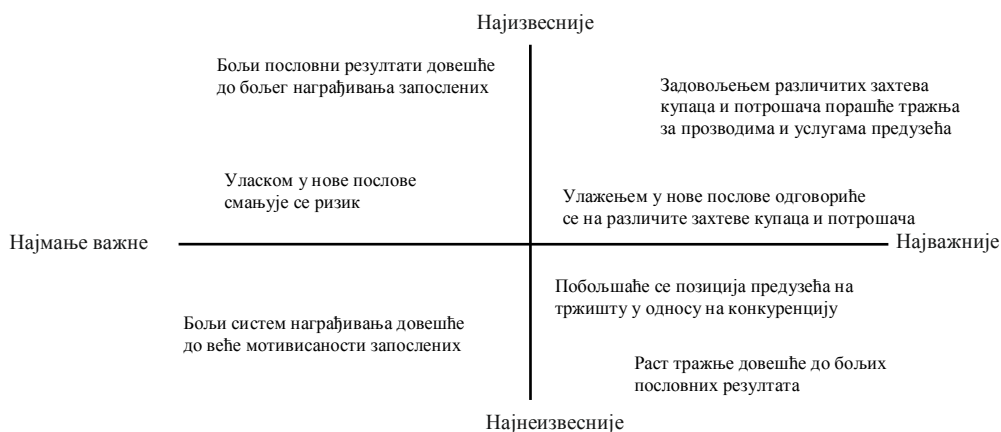 Најизвесније
Бољи пословни резултати довешће
до бољег награђивања запослених
Задовољењем различитих захтева
купаца и потрошача порашће тражња
за прозводима и услугама предузећа
Уласком у нове послове
смањује се ризик
Улажењем у нове послове одговориће
се на различите захтеве купаца и потрошача
Најмање важне
Најважније
Побољшаће се позиција предузећа на
тржишту у односу на конкуренцију
Бољи систем награђивања довешће
до веће мотивисаности запослених
Раст тражње довешће до бољих
пословних резултата
Најнеизвесније